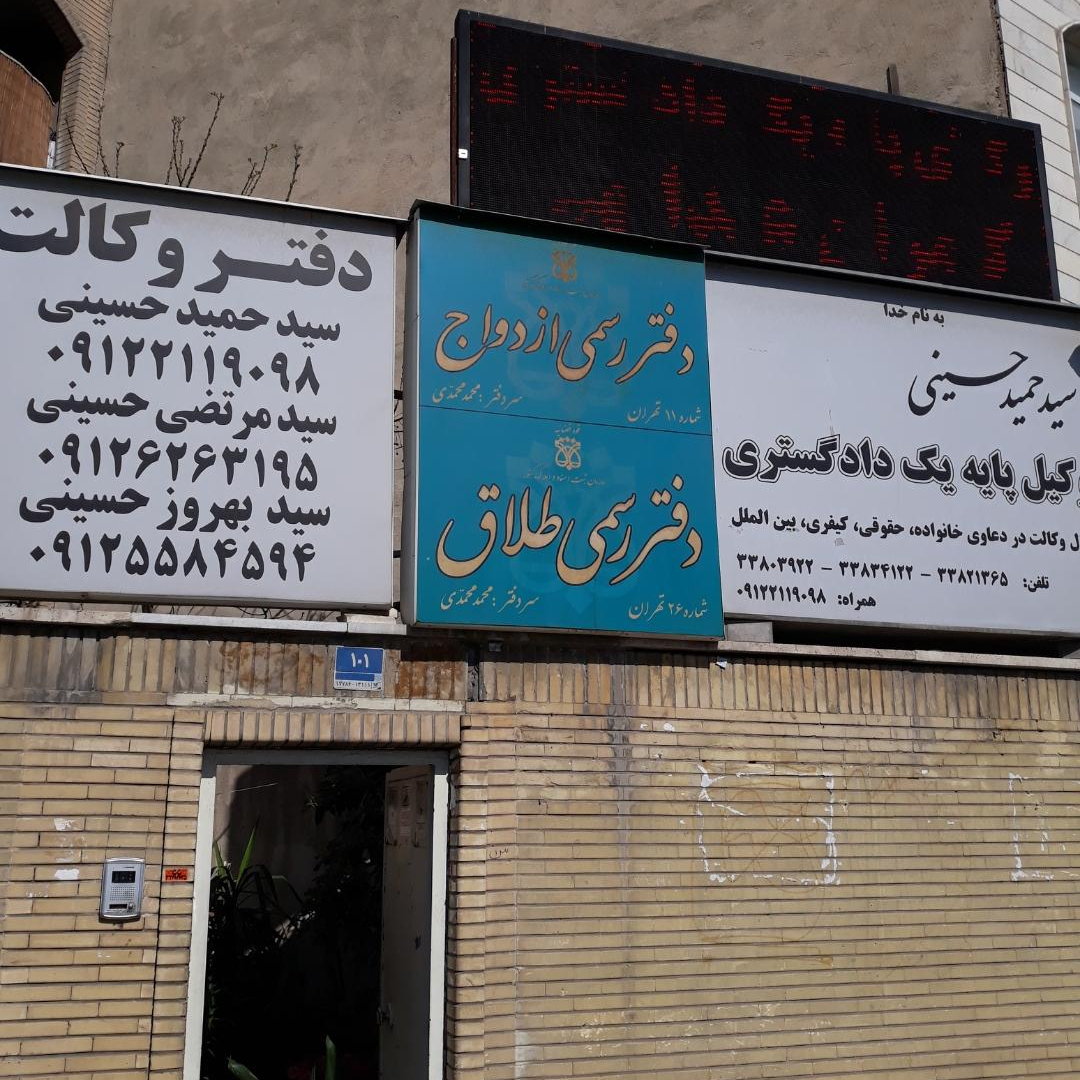 دفتر وکالت
سید حمید حسینی
۰۹۱۲۲۱۱۹۰۹۸
سید مرتضی حسینی
۰۹۱۲۶۲۶۳۱۹۵
سید بهروز حسینی
۰۹۱۲۵۵۸۴۵۹۴
دفتر رسمی ازدواج
شماره ۱۱ تهران
سردفتر : محمد محمدی
قوه قضاییه
دفتر رسمی طلاق
شماره ۲۶ تهران
سردفتر : محمد محمدی
به نام خدا
سید حمید حسینی
وکیل پایه یک دادگستری
وکالت در دعاوی خانواده، حقوقی، کیفری، بین الملل
تلفن: ۳۳۸۲۱۳۶۵ – ۳۳۸۳۴۱۲۲ – ۳۳۸۰۳۹۲۲
همراه: ۰۹۱۲۲۱۱۹۰۹۸
۱۰۱